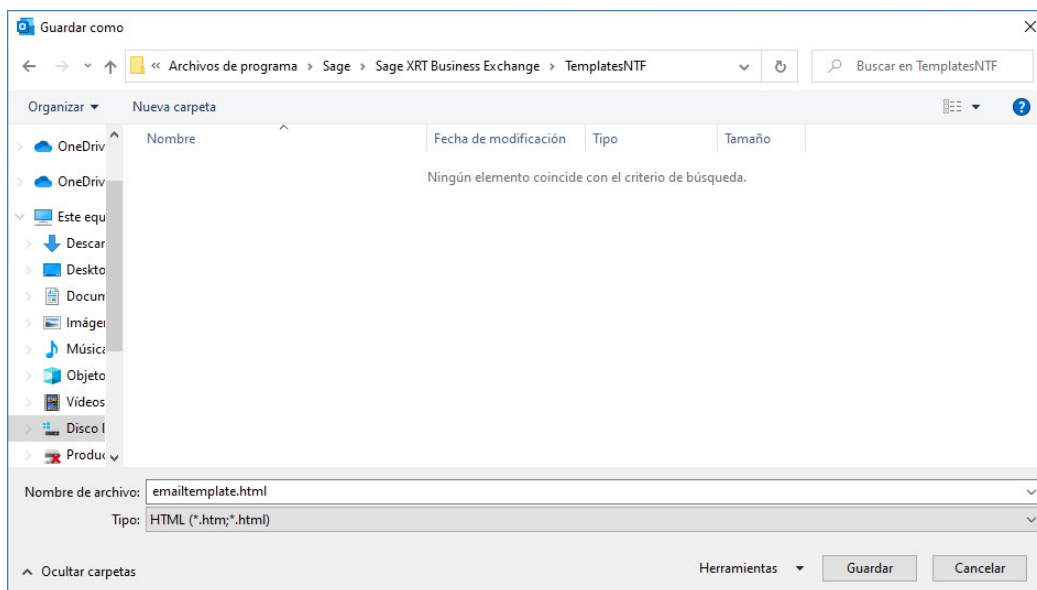 Guardar como
« Archivos de programa › Sage › Sage XRT Business Exchange › TemplatesNTF
Buscar en TemplatesNTF
Organizar
Nueva carpeta
?
Nombre
Fecha de modificación
Tipo
Tamaño
Ningún elemento coincide con el criterio de búsqueda.
OneDriv
OneDriv
Este equ
Descar
Deskto
Docum
Imáge
Música
Objeto
Vídeos
Disco l
Produc
Nombre de archivo: emailtemplate.html
Tipo: HTML (*.htm;*.html)
Ocultar carpetas
Herramientas
Guardar
Cancelar